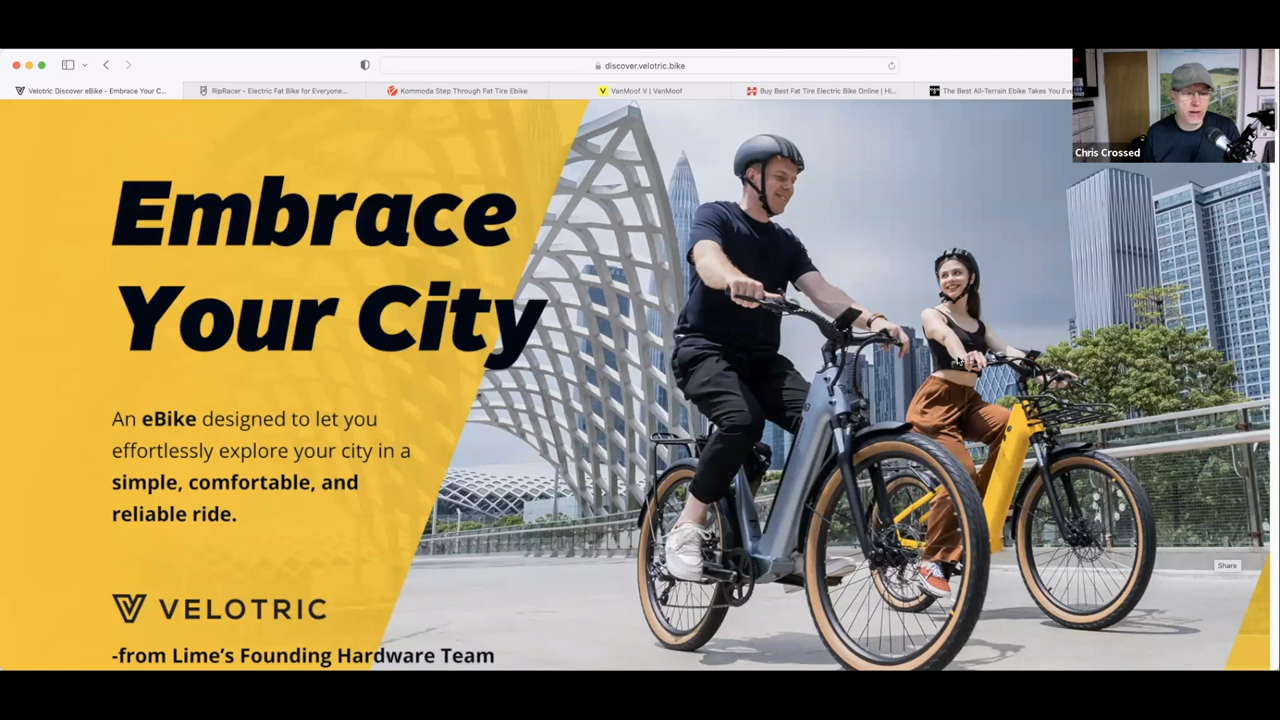 discover.velotric.bike
Velotric Discover eBike - Embrace Your C...
RipRacer - Electric Fat Bike for Everyone...
Kommoda Step Through Fat Tire Ebike
VanMoof V | VanMoof
Buy Best Fat Tire Electric Bike Online | Hi...
The Best All-Terrain Ebike Takes You Ev
Chris Crossed
Embrace
Your City
An eBike designed to let you
effortlessly explore your city in a
simple, comfortable, and
reliable ride.
Share
VELOTRIC
-from Lime's Founding Hardware Team